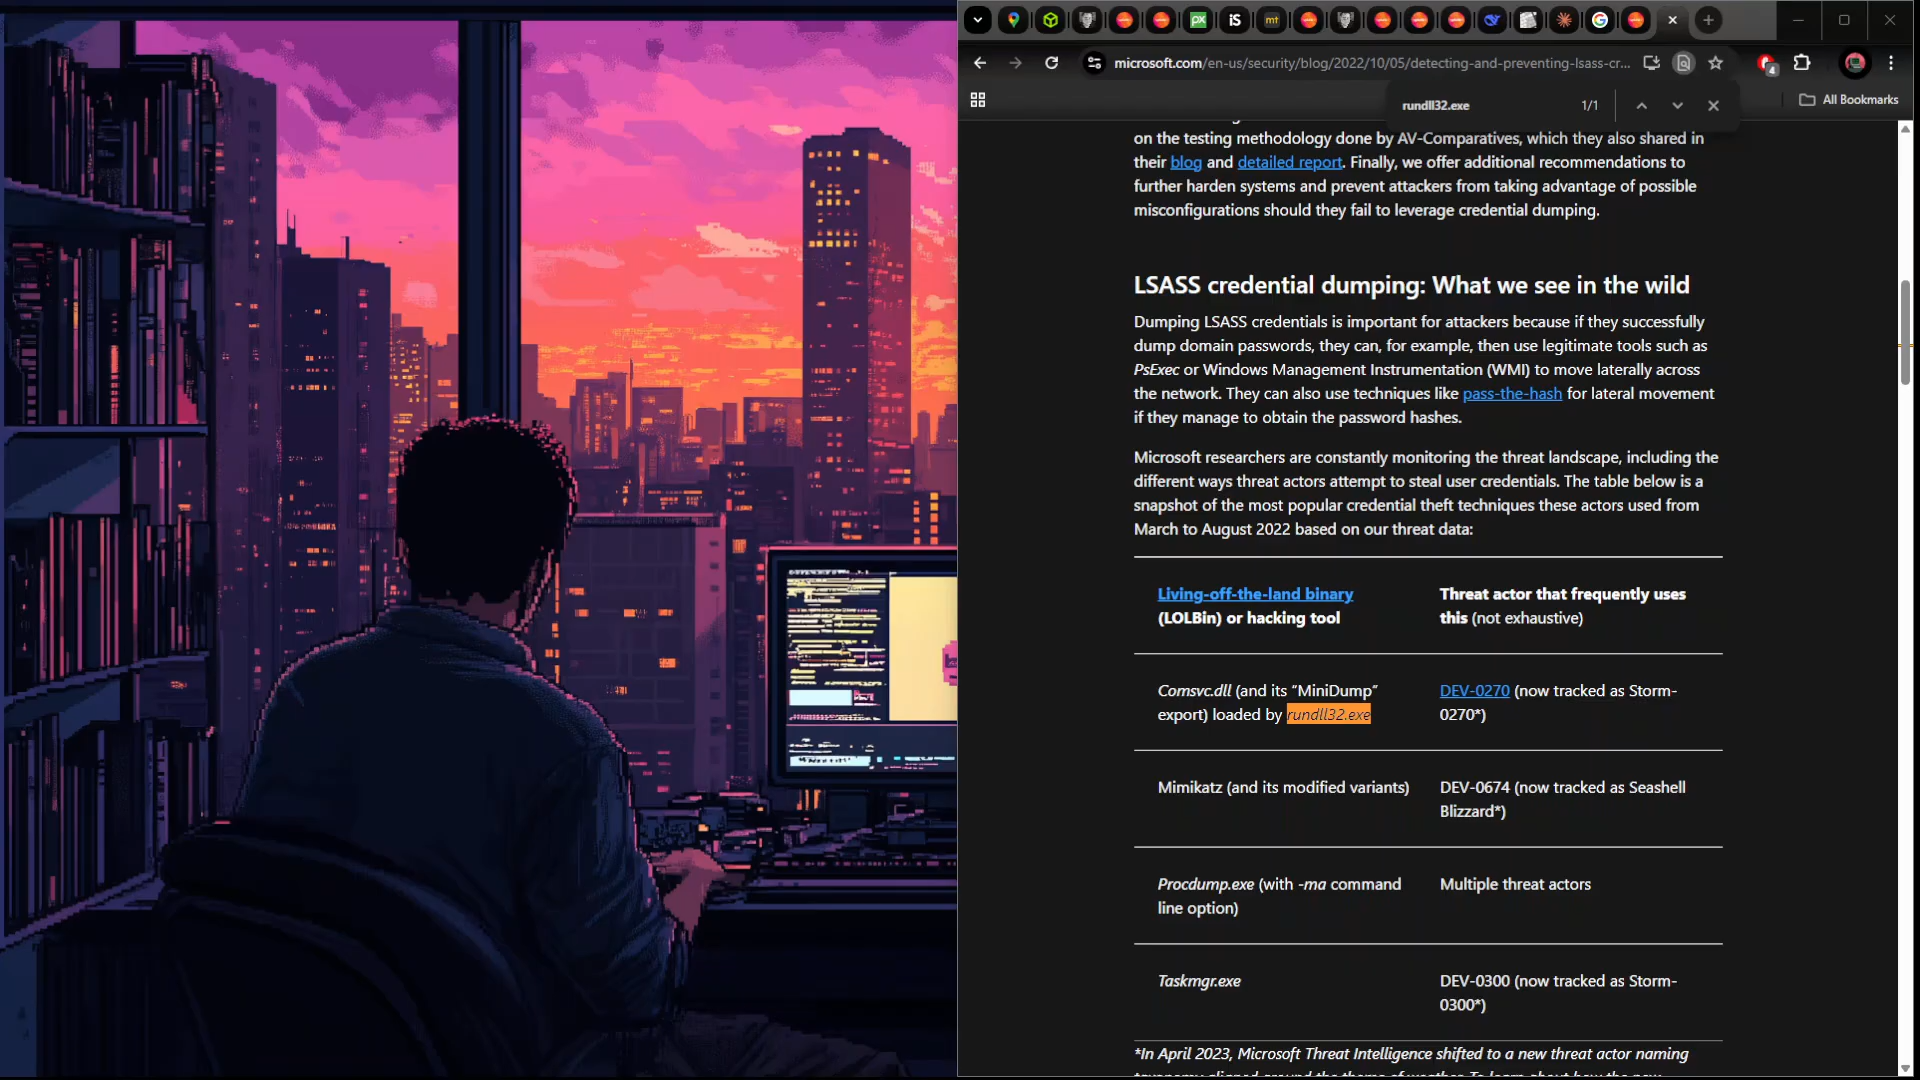 iS
mt
microsoft.com/en-us/security/blog/2022/10/05/detecting-and-preventing-lsass-cr...
4
rundll32.exe 1/1
All Bookmarks
on the testing methodology done by AV-Comparatives, which they also shared in
their blog and detailed report. Finally, we offer additional recommendations to
further harden systems and prevent attackers from taking advantage of possible
misconfigurations should they fail to leverage credential dumping.
LSASS credential dumping: What we see in the wild
Dumping LSASS credentials is important for attackers because if they successfully
dump domain passwords, they can, for example, then use legitimate tools such as
PsExec or Windows Management Instrumentation (WMI) to move laterally across
the network. They can also use techniques like pass-the-hash for lateral movement
if they manage to obtain the password hashes.
Microsoft researchers are constantly monitoring the threat landscape, including the
different ways threat actors attempt to steal user credentials. The table below is a
snapshot of the most popular credential theft techniques these actors used from
March to August 2022 based on our threat data:
Living-off-the-land binary
(LOLBin) or hacking tool
Threat actor that frequently uses
this (not exhaustive)
Comsvc.dll (and its “MiniDump”
export) loaded by rundll32.exe
DEV-0270 (now tracked as Storm-
0270*)
Mimikatz (and its modified variants)
DEV-0674 (now tracked as Seashell
Blizzard*)
Procdump.exe (with -ma command
line option)
Multiple threat actors
Taskmgr.exe
DEV-0300 (now tracked as Storm-
0300*)
*In April 2023, Microsoft Threat Intelligence shifted to a new threat actor naming